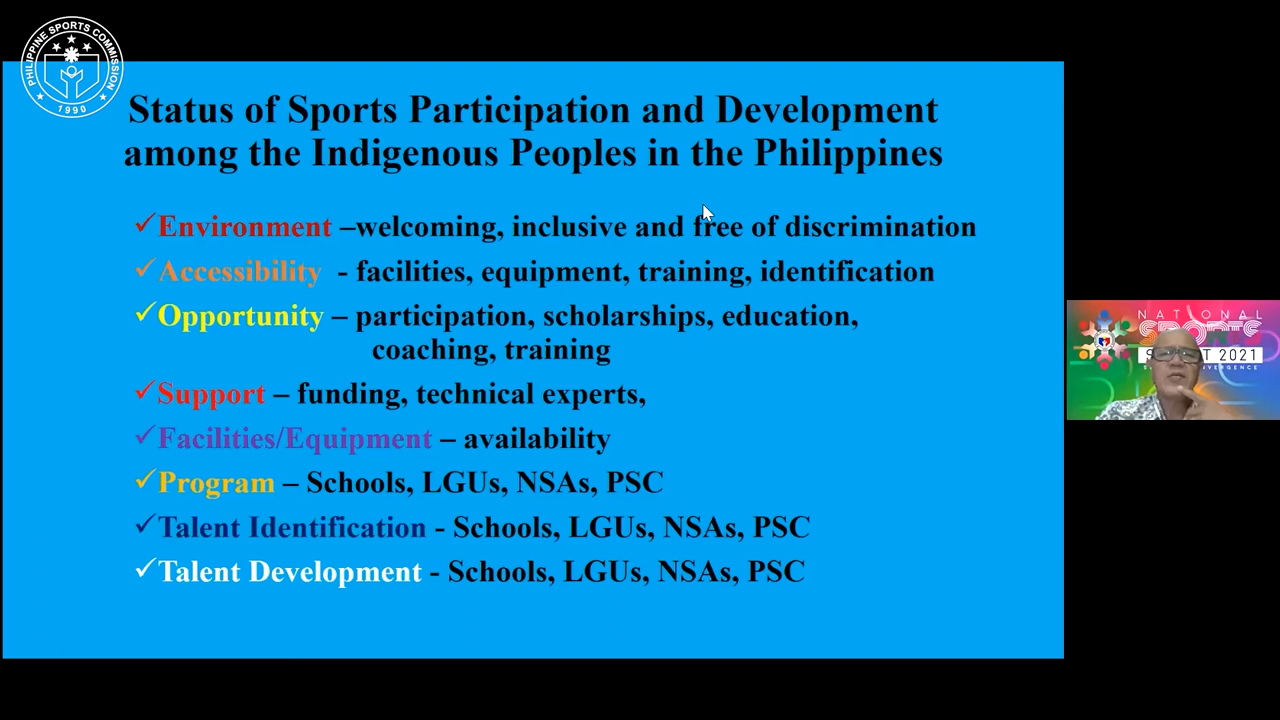 PHILIPPINE SPORTS COMMISSION
1990
Status of Sports Participation and Development
among the Indigenous Peoples in the Philippines
✓Environment –welcoming, inclusive and free of discrimination
✓Accessibility - facilities, equipment, training, identification
✓Opportunity – participation, scholarships, education,
coaching, training
✓Support – funding, technical experts,
✓Facilities/Equipment – availability
✓Program – Schools, LGUs, NSAs, PSC
✓Talent Identification - Schools, LGUs, NSAs, PSC
✓Talent Development - Schools, LGUs, NSAs, PSC
NATIONAL
SPORTS
2021